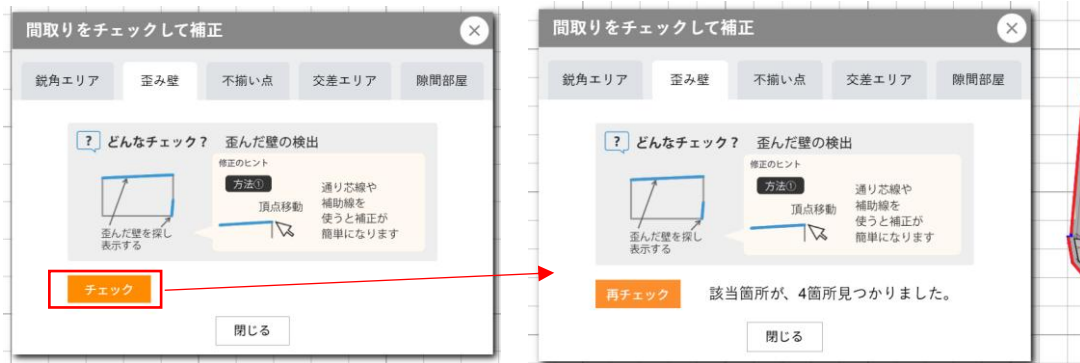 間取りをチェックして補正
鋭角エリア 歪み壁 不揃い点 交差エリア 隙間部屋
? どんなチェック? 歪んだ壁の検出
修正のヒント
方法①
頂点移動
通り芯線や
補助線を
使うと補正が
簡単になります
歪んだ壁を探し
表示する
チェック
閉じる
間取りをチェックして補正
鋭角エリア 歪み壁 不揃い点 交差エリア 隙間部屋
? どんなチェック? 歪んだ壁の検出
修正のヒント
方法①
頂点移動
通り芯線や
補助線を
使うと補正が
簡単になります
歪んだ壁を探し
表示する
再チェック 該当箇所が、4箇所見つかりました。
閉じる